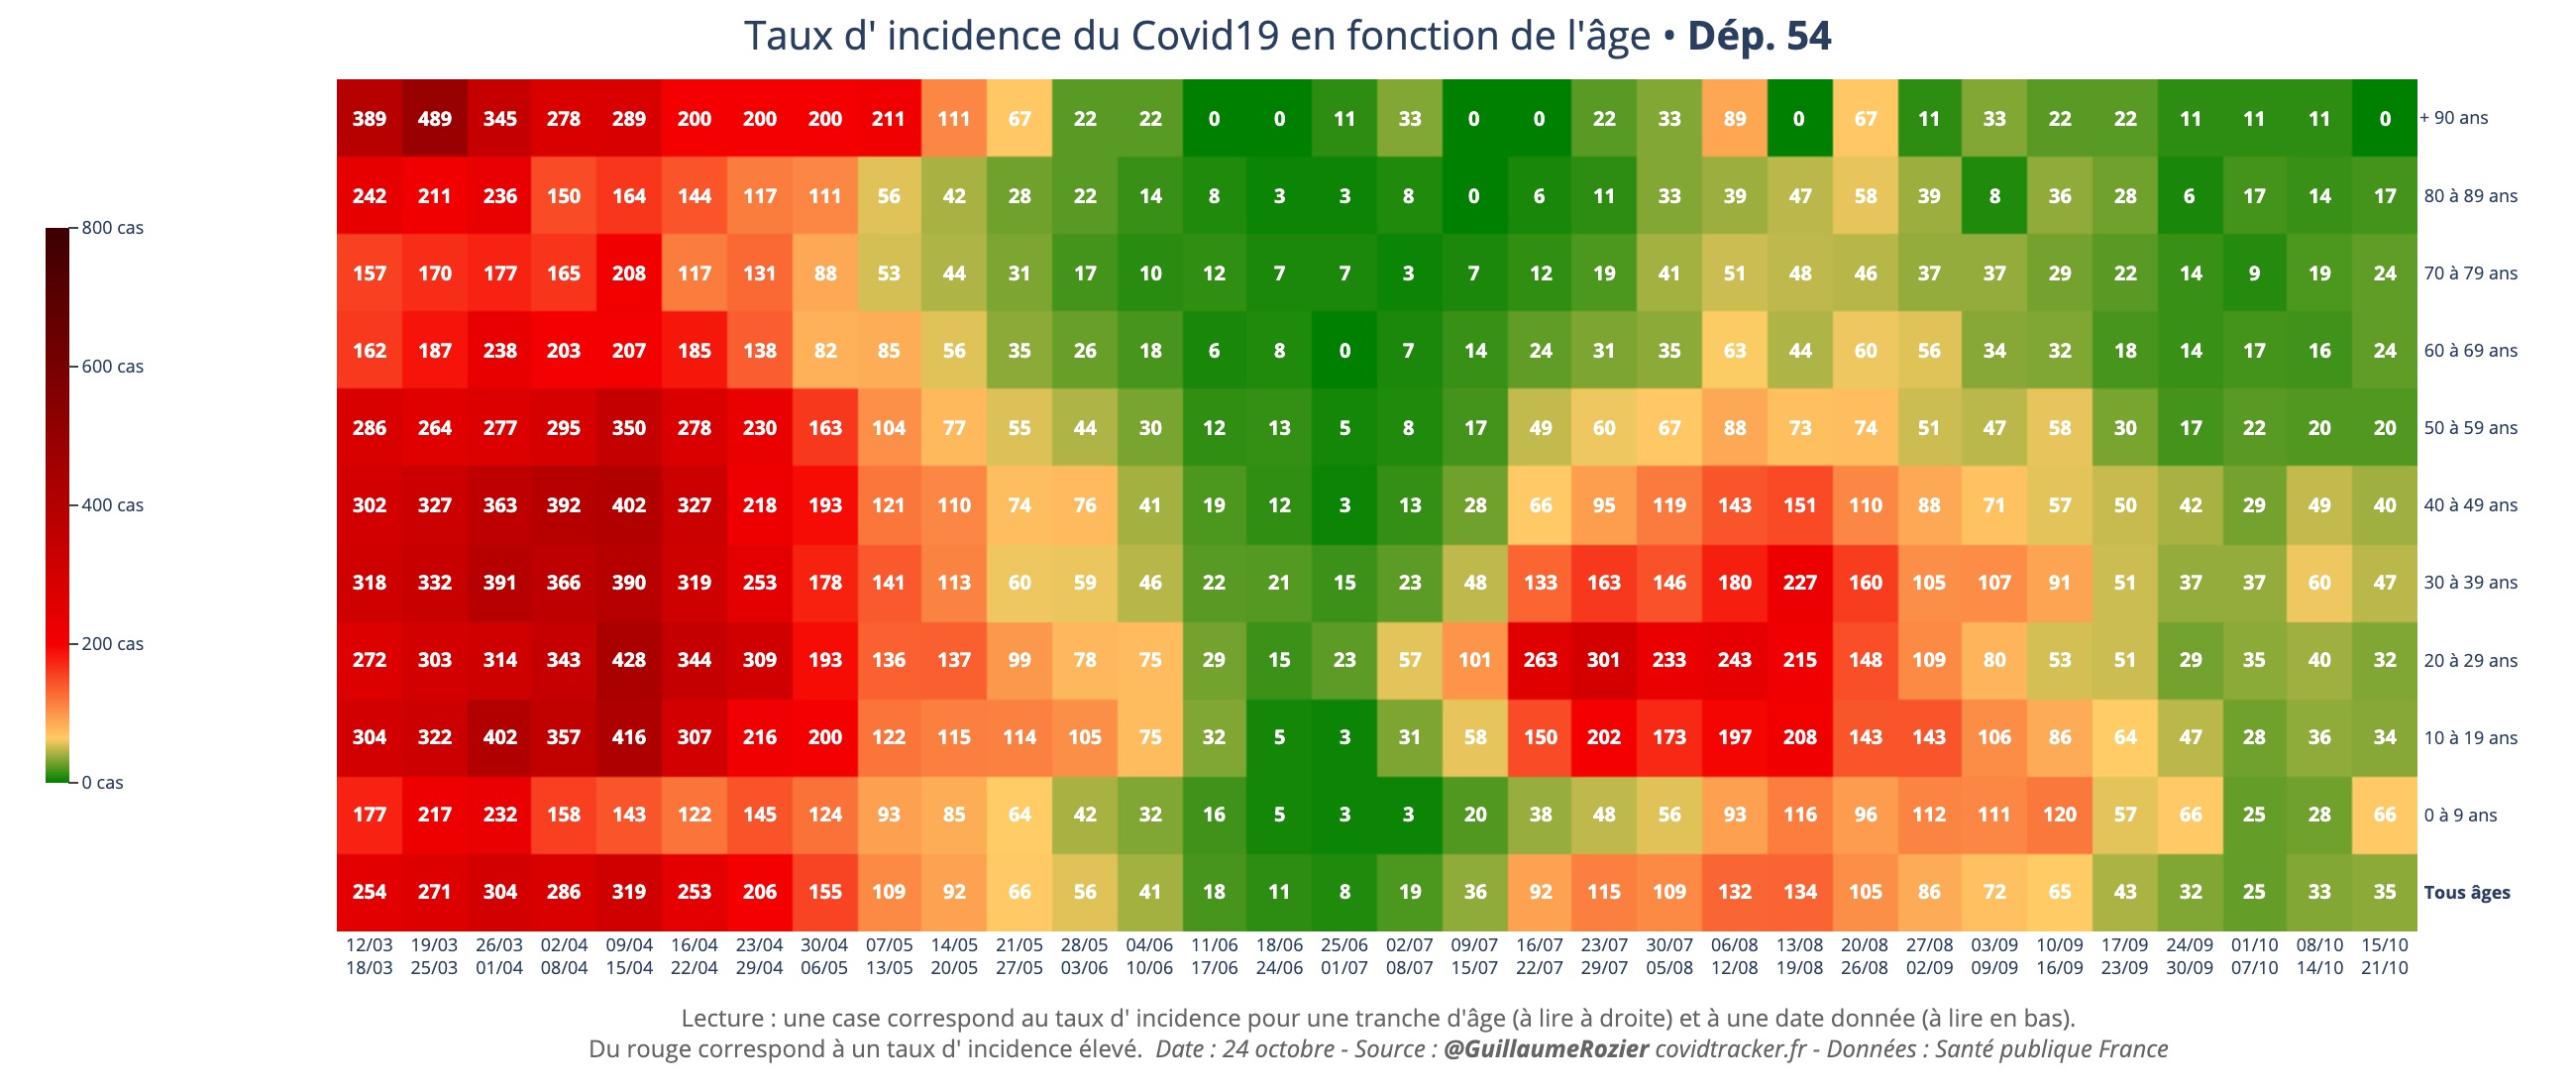 Taux d' incidence du Covid19 en fonction de l'âge • Dép. 54
389 489 345 278 289 200 200 200 211 111 67 22 22 0 0 11 33 0 0 22 33 89 0 67 11 33 22 22 11 11 11 0 + 90 ans
242 211 236 150 164 144 117 111 56 42 28 22 14 8 3 3 8 0 6 11 33 39 47 58 39 8 36 28 6 17 14 17 80 à 89 ans
800 cas
157 170 177 165 208 117 131 88 53 44 31 17 10 12 7 7 3 7 12 19 41 51 48 46 37 37 29 22 14 9 19 24 70 à 79 ans
162 187 238 203 207 185 138 82 85 56 35 26 18 6 8 0 7 14 24 31 35 63 44 60 56 34 32 18 14 17 16 24 60 à 69 ans
600 cas
286 264 277 295 350 278 230 163 104 77 55 44 30 12 13 5 8 17 49 60 67 88 73 74 51 47 58 30 17 22 20 20 50 à 59 ans
400 cas
302 327 363 392 402 327 218 193 121 110 74 76 41 19 12 3 13 28 66 95 119 143 151 110 88 71 57 50 42 29 49 40 40 à 49 ans
318 332 391 366 390 319 253 178 141 113 60 59 46 22 21 15 23 48 133 163 146 180 227 160 105 107 91 51 37 37 60 47 30 à 39 ans
200 cas
272 303 314 343 428 344 309 193 136 137 99 78 75 29 15 23 57 101 263 301 233 243 215 148 109 80 53 51 29 35 40 32 20 à 29 ans
304 322 402 357 416 307 216 200 122 115 114 105 75 32 5 3 31 58 150 202 173 197 208 143 143 106 86 64 47 28 36 34 10 à 19 ans
0 cas
177 217 232 158 143 122 145 124 93 85 64 42 32 16 5 3 3 20 38 48 56 93 116 96 112 111 120 57 66 25 28 66 0 à 9 ans
254 271 304 286 319 253 206 155 109 92 66 56 41 18 11 8 19 36 92 115 109 132 134 105 86 72 65 43 32 25 33 35 Tous âges
12/03 19/03 26/03 02/04 09/04 16/04 23/04 30/04 07/05 14/05 21/05 28/05 04/06 11/06 18/06 25/06 02/07 09/07 16/07 23/07 30/07 06/08 13/08 20/08 27/08 03/09 10/09 17/09 24/09 01/10 08/10 15/10
18/03 25/03 01/04 08/04 15/04 22/04 29/04 06/05 13/05 20/05 27/05 03/06 10/06 17/06 24/06 01/07 08/07 15/07 22/07 29/07 05/08 12/08 19/08 26/08 02/09 09/09 16/09 23/09 30/09 07/10 14/10 21/10
Lecture : une case correspond au taux d' incidence pour une tranche d'âge (à lire à droite) et à une date donnée (à lire en bas).
Du rouge correspond à un taux d' incidence élevé. Date : 24 octobre - Source : @GuillaumeRozier covidtracker.fr - Données : Santé publique France